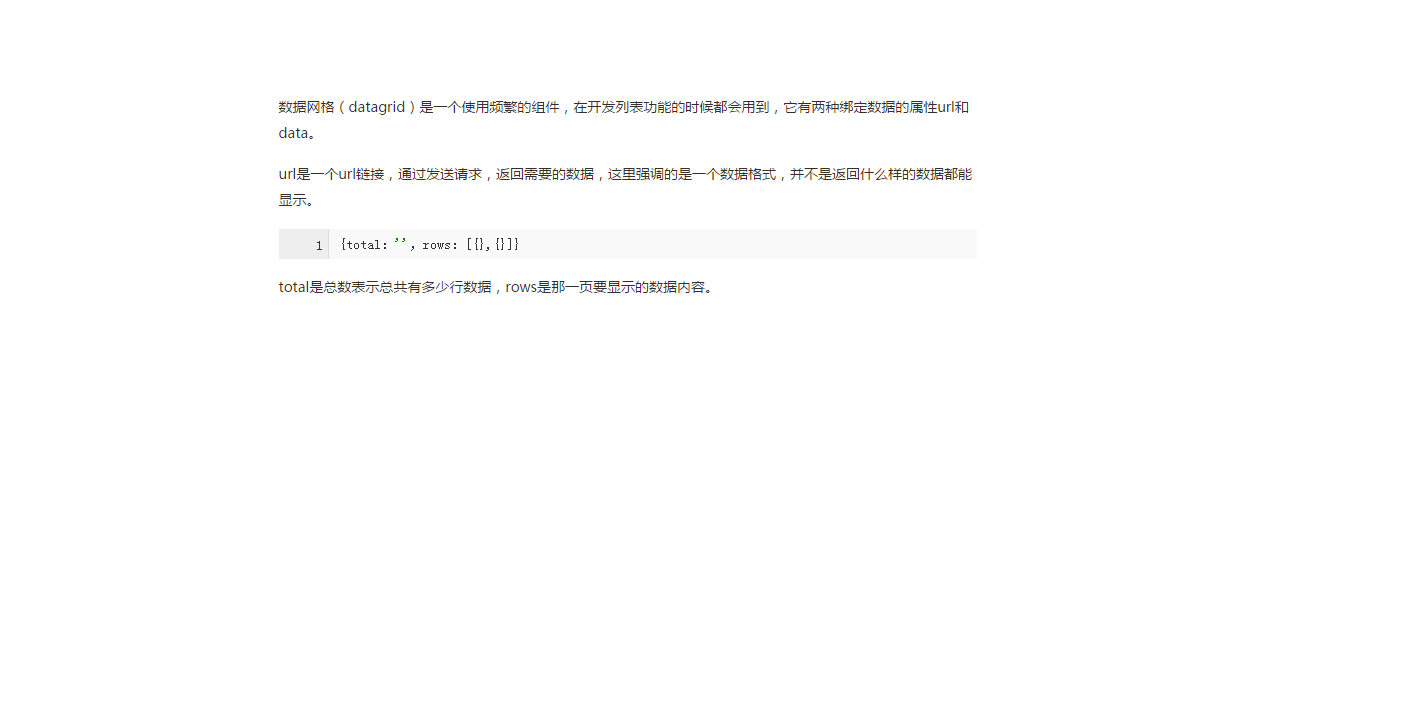 数据网格（datagrid）是一个使用频繁的组件，在开发列表功能的时候都会用到，它有两种绑定数据的属性url和
data。
url是一个url链接，通过发送请求，返回需要的数据，这里强调的是一个数据格式，并不是返回什么样的数据都能
显示。
1 {total: '', rows: [{},{}]}
total是总数表示总共有多少行数据，rows是那一页要显示的数据内容。